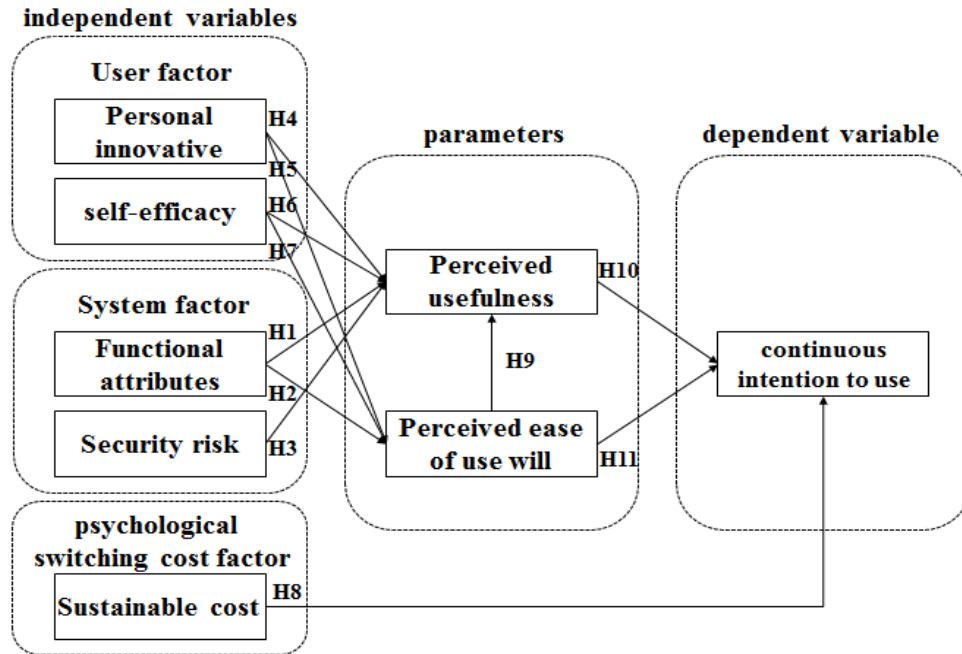 independent variables
User factor
Personal
innovative
H4
H5
self-efficacy
H6
H7
System factor
Functional
attributes
H1
H2
Security risk
H3
psychological
switching cost factor
Sustainable cost
H8
parameters
Perceived
usefulness
H10
H9
Perceived ease
of use will
H11
dependent variable
continuous
intention to use